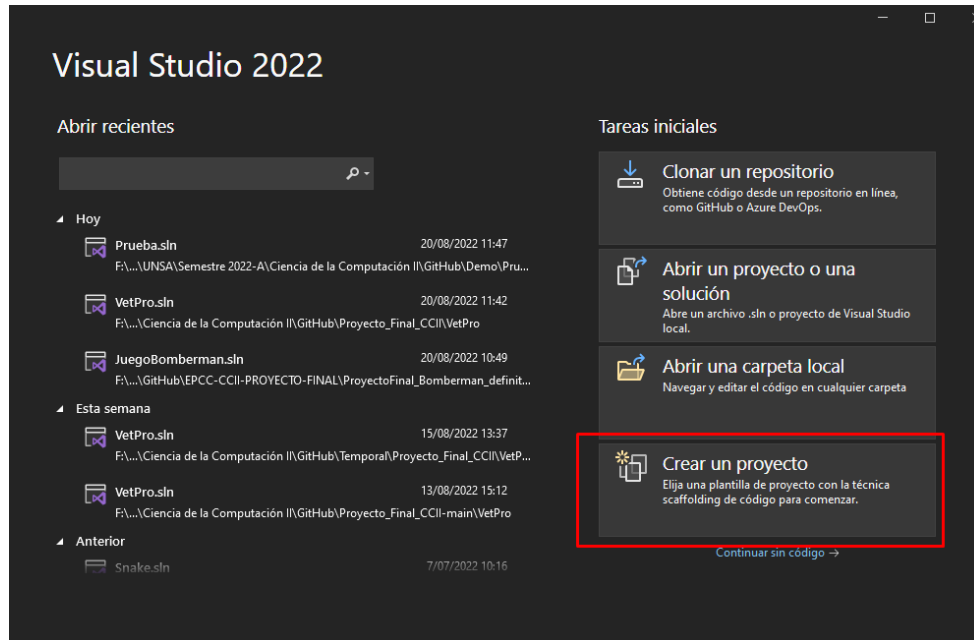 Visual Studio 2022
Abrir recientes
Hoy
Prueba.sln 20/08/2022 11:47
F:\...\UNSA\Semestre 2022-A\Ciencia de la Computación II\GitHub\Demo\Pru...
VetPro.sln 20/08/2022 11:42
F:\...\Ciencia de la Computación II\GitHub\Proyecto_Final_CCII\VetPro
JuegoBomberman.sln 20/08/2022 10:49
F:\...\GitHub\EPCC-CCII-PROYECTO-FINAL\ProyectoFinal_Bomberman_definit...
Esta semana
VetPro.sln 15/08/2022 13:37
F:\...\Ciencia de la Computación II\GitHub\Temporal\Proyecto_Final_CCII\VetP...
VetPro.sln 13/08/2022 15:12
F:\...\Ciencia de la Computación II\GitHub\Proyecto_Final_CCII-main\VetPro
Anterior
Snake.sln 7/07/2022 10:16
Tareas iniciales
Clonar un repositorio
Obtiene código desde un repositorio en línea,
como GitHub o Azure DevOps.
Abrir un proyecto o una
solución
Abre un archivo .sln o proyecto de Visual Studio
local.
Abrir una carpeta local
Navegar y editar el código en cualquier carpeta
Crear un proyecto
Elija una plantilla de proyecto con la técnica
scaffolding de código para comenzar.
Continuar sin código →